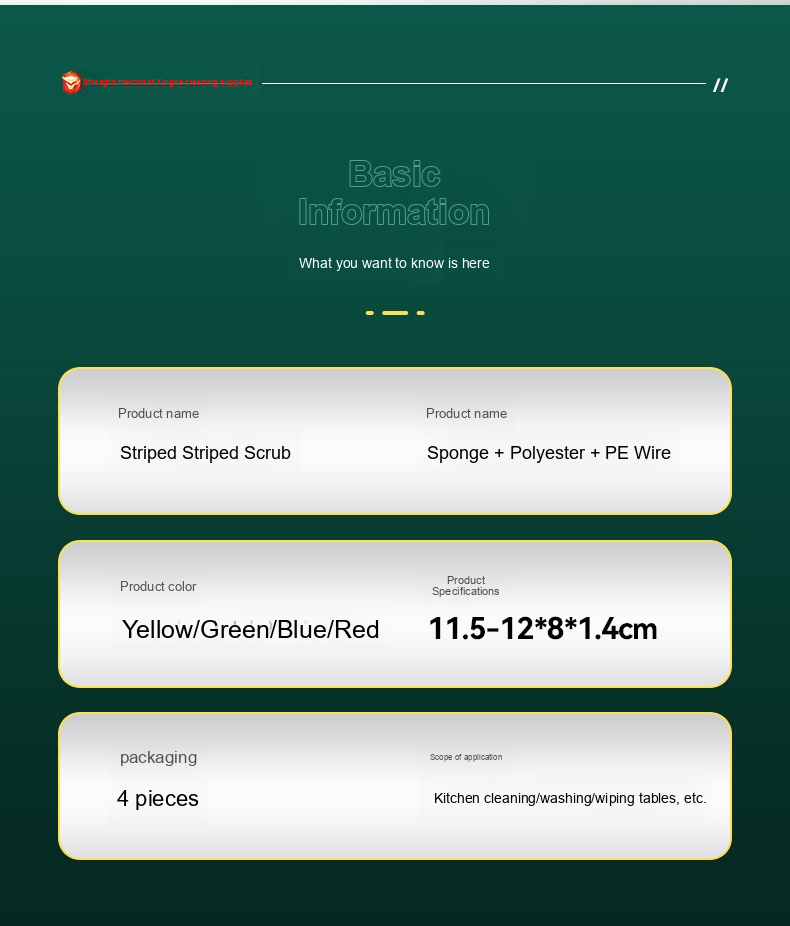 Strength merchant Xinghe cleaning supplies
//
Basic
Information
What you want to know is here
Product name
Product name
Striped Striped Scrub
Sponge + Polyester + PE Wire
Product color
Product
Specifications
Yellow/Green/Blue/Red
11.5-12*8*1.4cm
packaging
Scope of application
4 pieces
Kitchen cleaning/washing/wiping tables, etc.